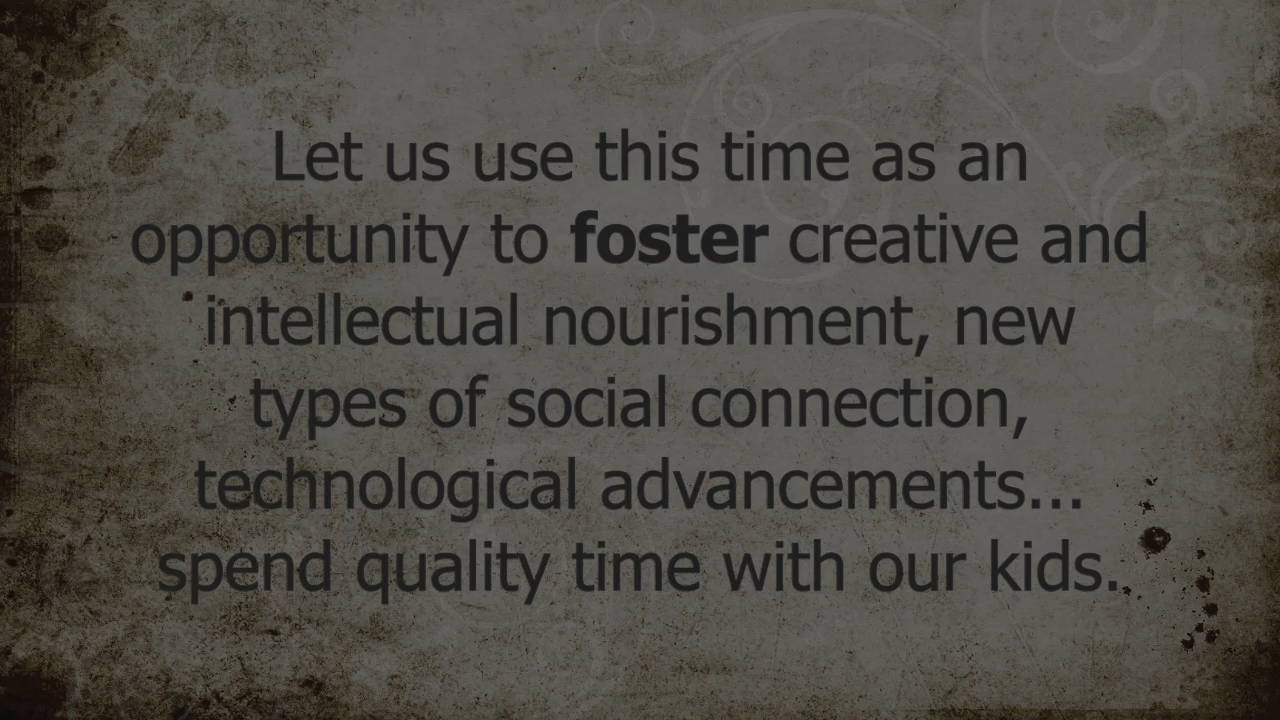 Let us use this time as an
opportunity to foster creative and
intellectual nourishment, new
types of social connection,
technological advancements...
spend quality time with our kids.